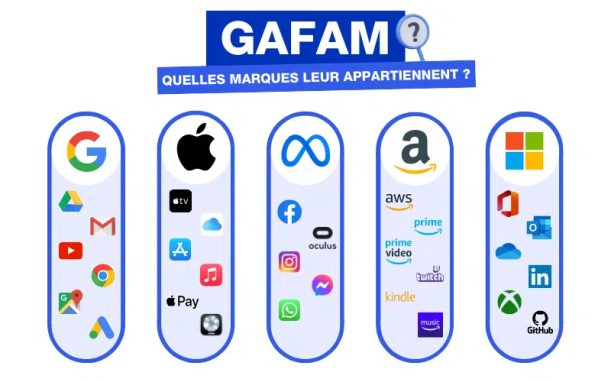 GAFAM ?
QUELLES MARQUES LEUR APPARTIENNENT ?
tv
Pay
oculus
aws
prime
prime
video
twitch
kindle
music
in
GitHub